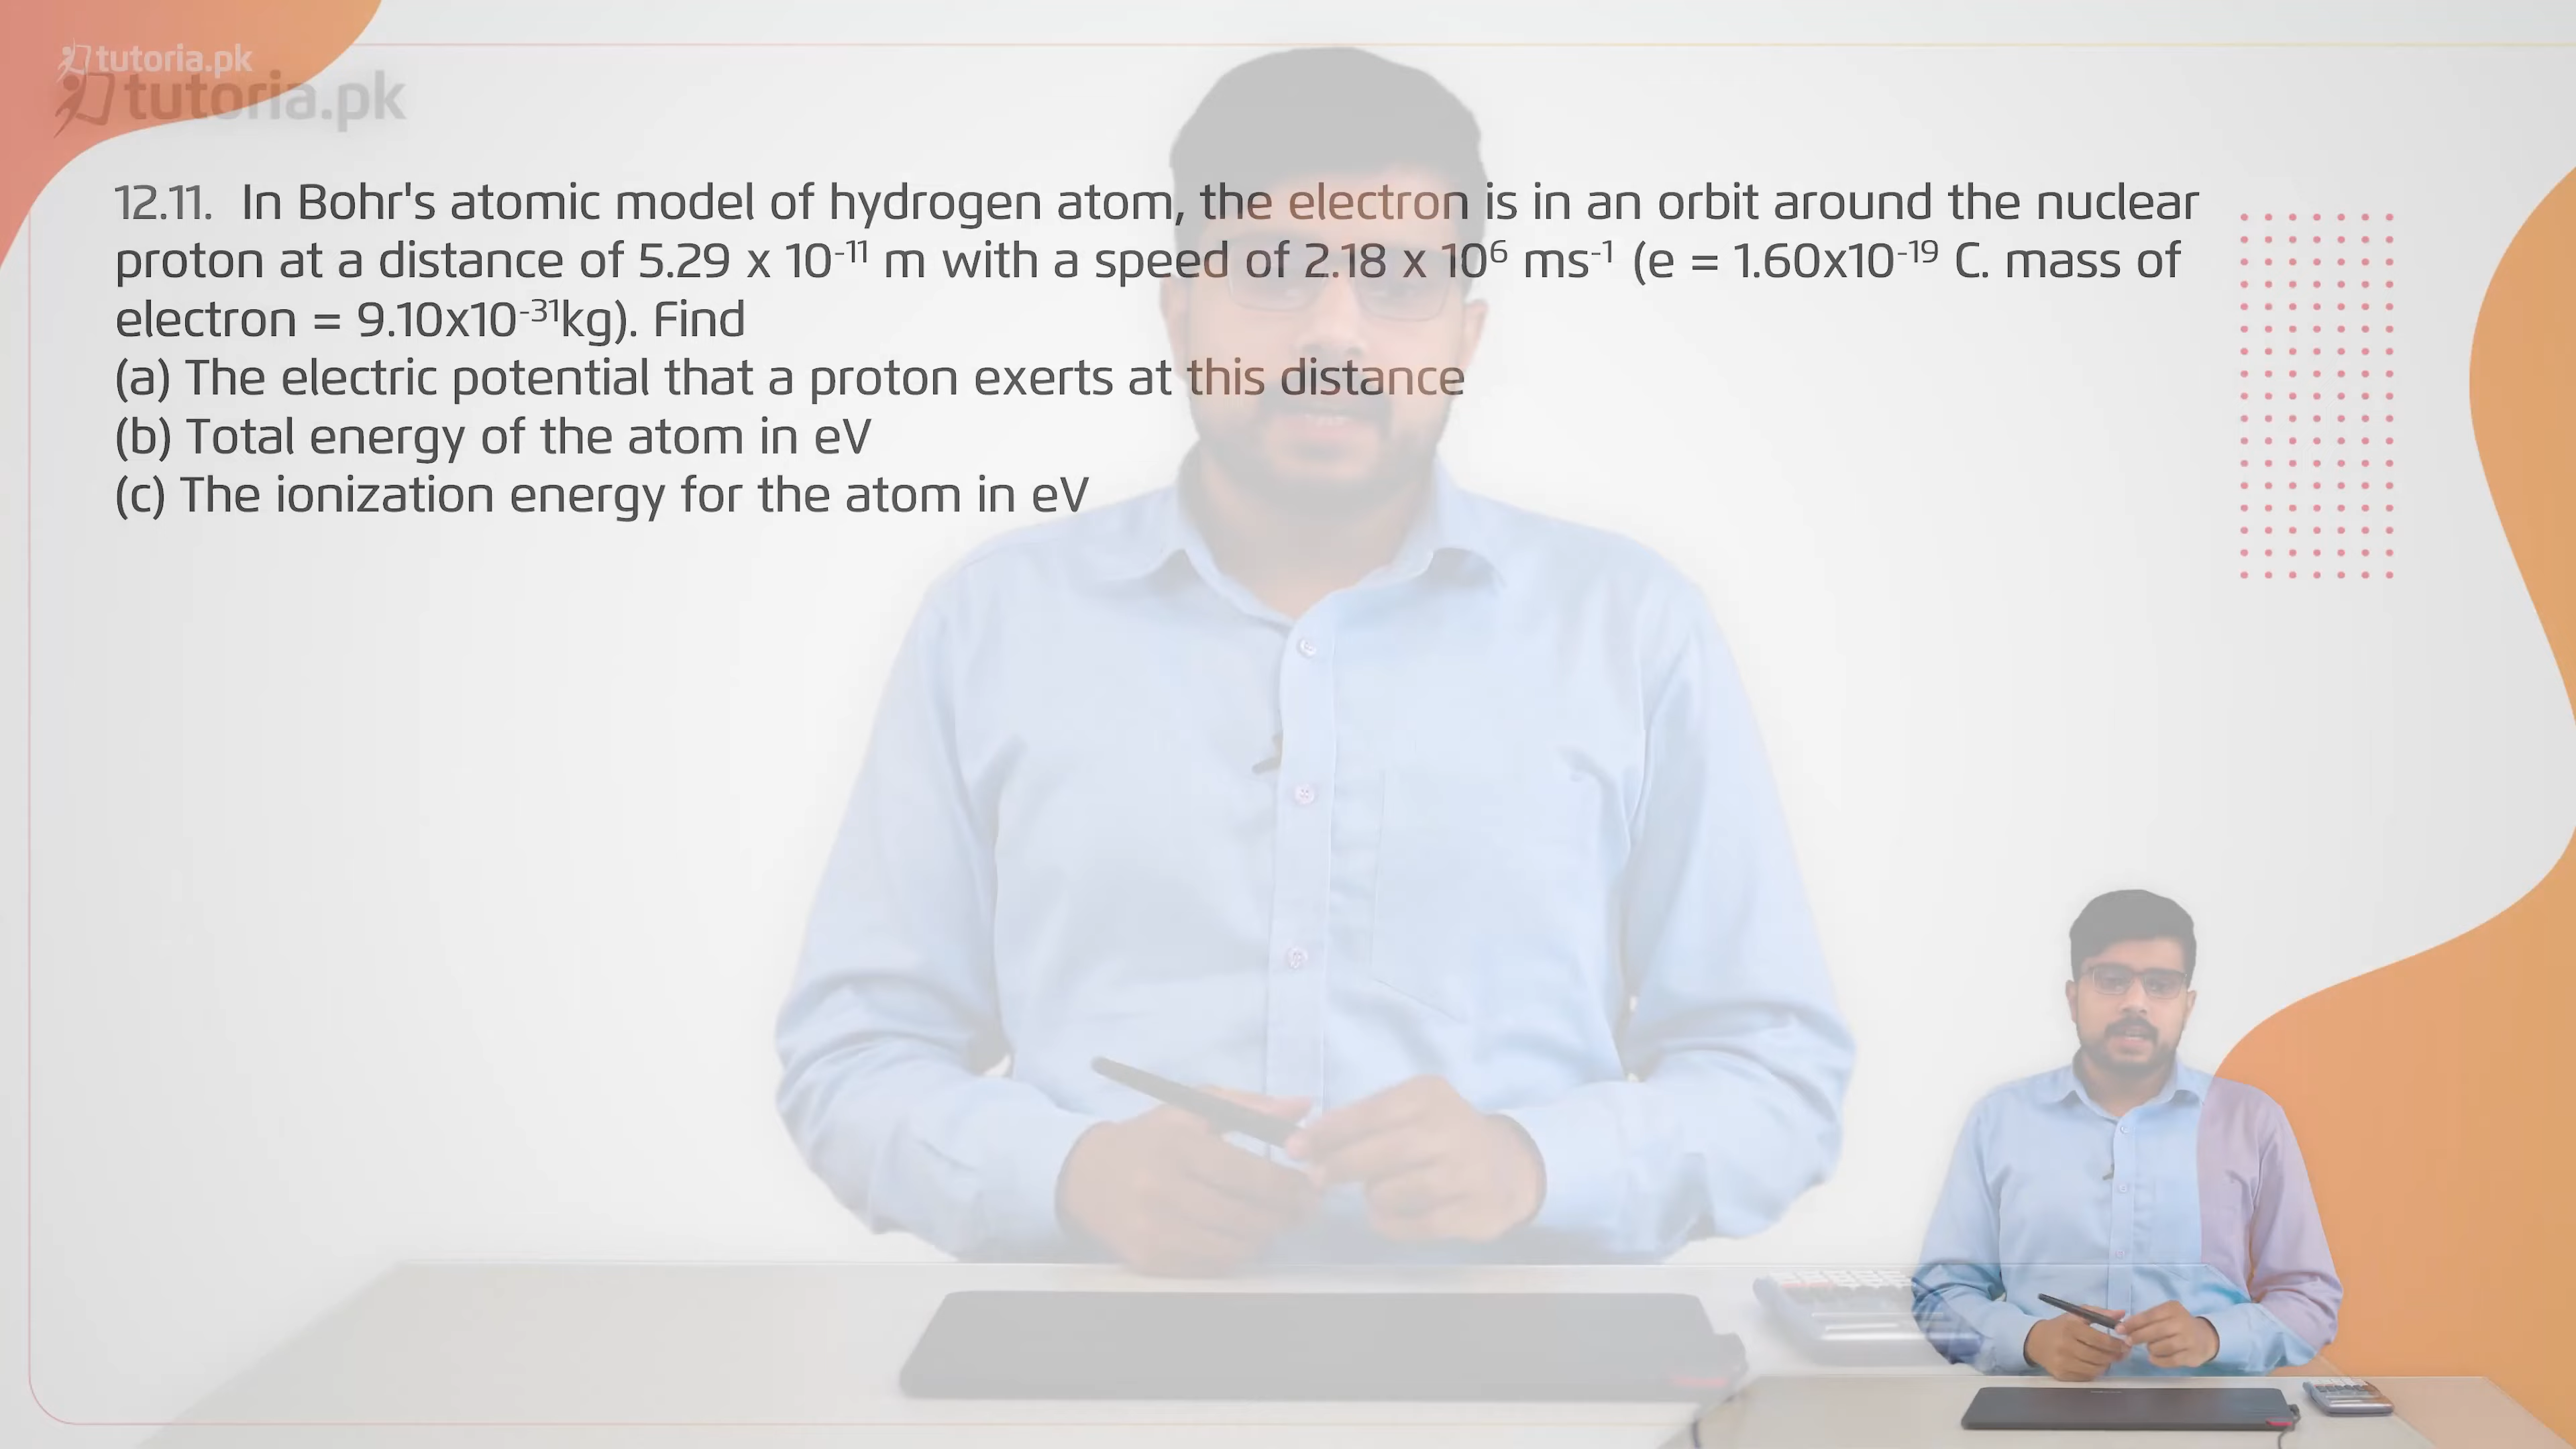 tutoria.pk
tutoria.pk
12.11. In Bohr's atomic model of hydrogen atom, the electron is in an orbit around the nuclear
proton at a distance of 5.29 x 10⁻¹¹ m with a speed of 2.18 x 10⁶ ms⁻¹ (e = 1.60x10⁻¹⁹ C. mass of
electron = 9.10x10⁻³¹kg). Find
(a) The electric potential that a proton exerts at this distance
(b) Total energy of the atom in eV
(c) The ionization energy for the atom in eV